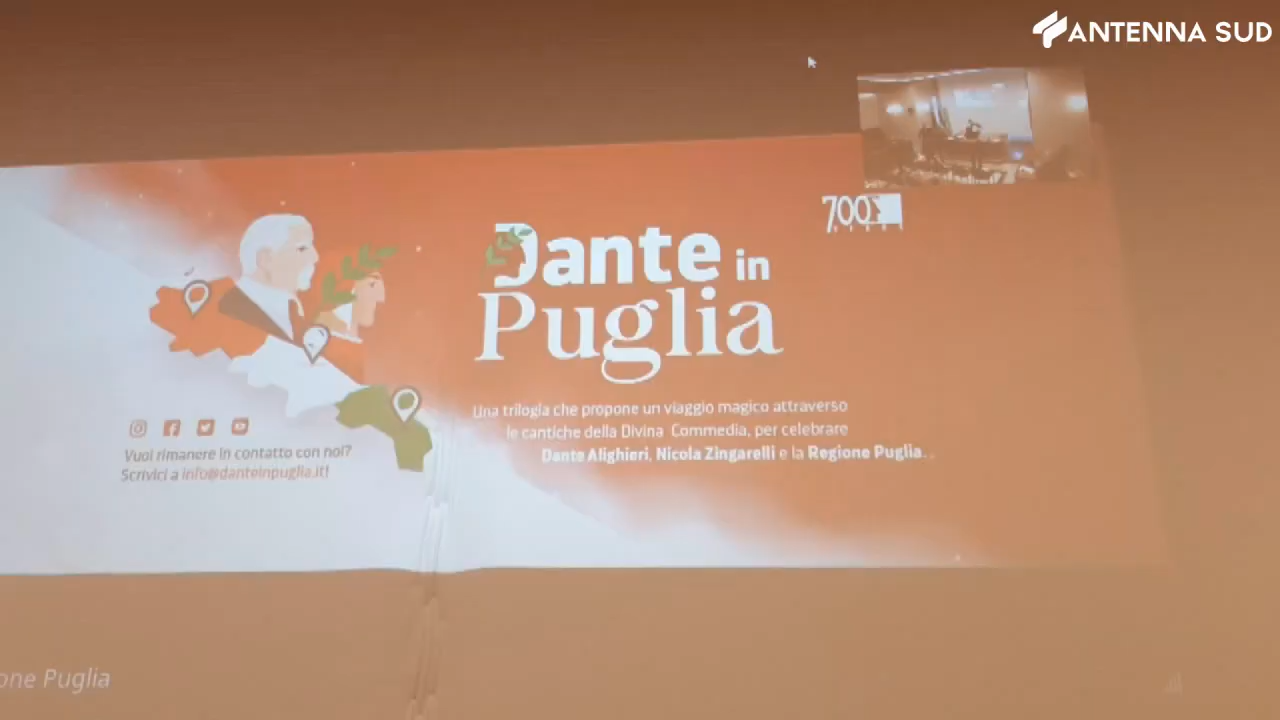 ANTENNA SUD
700
Dante in
Puglia
Una trilogia che propone un viaggio magico attraverso
le cantiche della Divina Commedia, per celebrare
Dante Alighieri, Nicola Zingarelli e la Regione Puglia.
Vuoi rimanere in contatto con noi?
Scrivici a info@danteinpuglia.it!
one Puglia